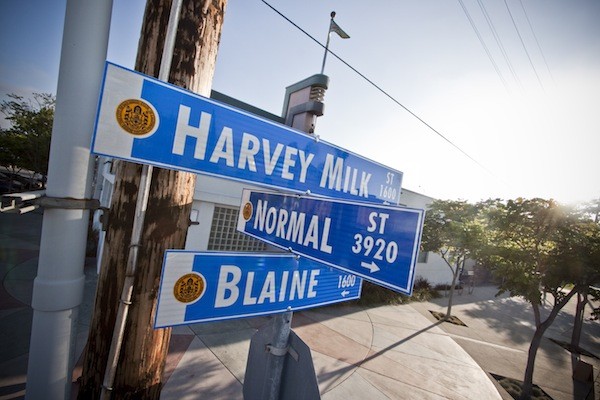 HARVEY MILK ST
1600
NORMAL ST
3920
BLAINE
1600